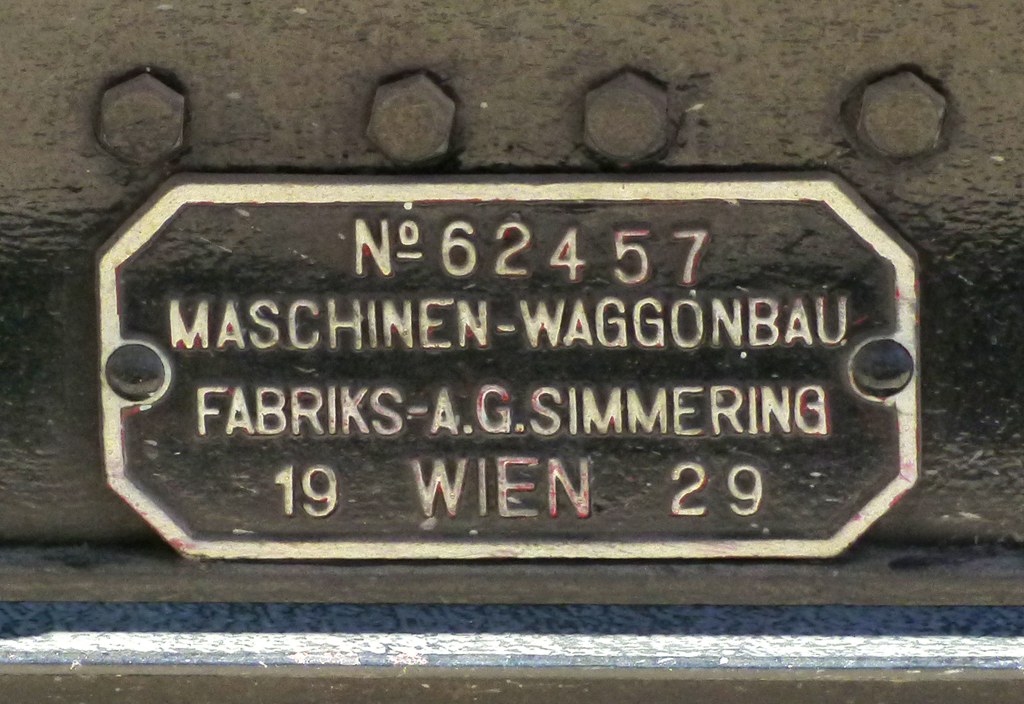 Nº 62457
MASCHINEN-WAGGONBAU
FABRIKS-A.G. SIMMERING
19 WIEN 29